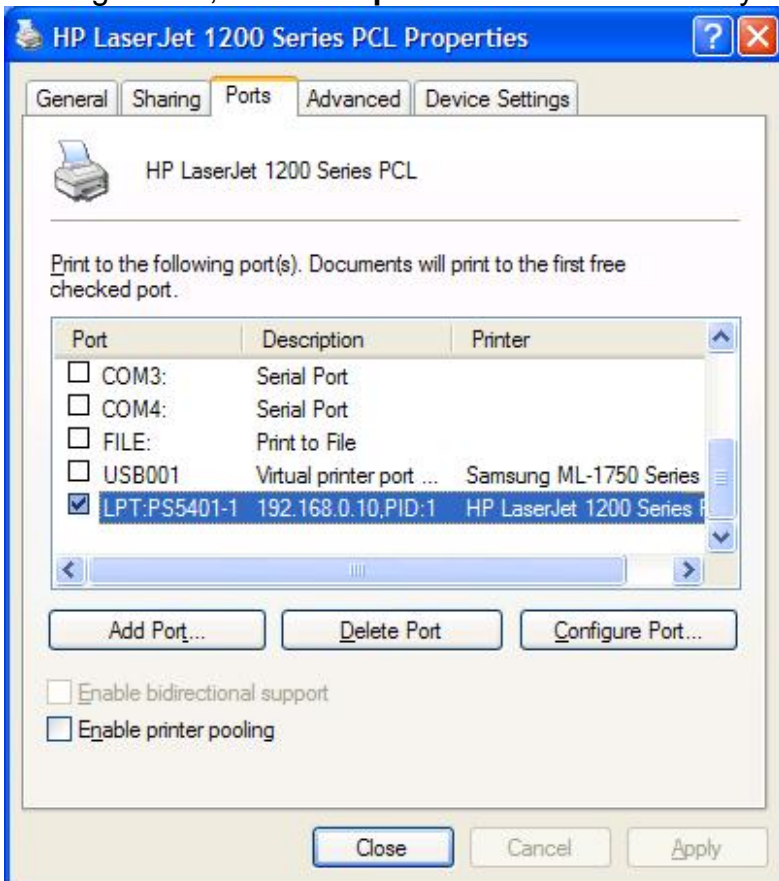 HP LaserJet 1200 Series PCL Properties
General Sharing Ports Advanced Device Settings
HP LaserJet 1200 Series PCL
Print to the following port(s). Documents will print to the first free
checked port.
Port Description Printer
COM3: Serial Port
COM4: Serial Port
FILE: Print to File
USB001 Virtual printer port ... Samsung ML-1750 Series
LPT:PS5401-1 192.168.0.10,PID:1 HP LaserJet 1200 Series
Add Port... Delete Port Configure Port...
Enable bidirectional support
Enable printer pooling
Close Cancel Apply